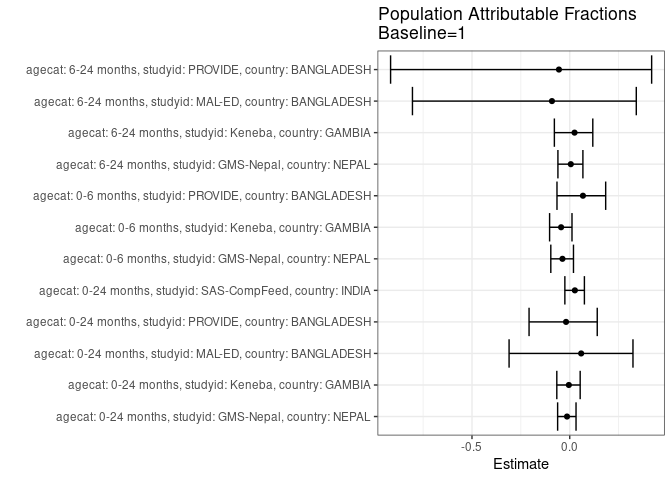 Population Attributable Fractions
Baseline=1
agecat: 6-24 months, studyid: PROVIDE, country: BANGLADESH
agecat: 6-24 months, studyid: MAL-ED, country: BANGLADESH
agecat: 6-24 months, studyid: Keneba, country: GAMBIA
agecat: 6-24 months, studyid: GMS-Nepal, country: NEPAL
agecat: 0-6 months, studyid: PROVIDE, country: BANGLADESH
agecat: 0-6 months, studyid: Keneba, country: GAMBIA
agecat: 0-6 months, studyid: GMS-Nepal, country: NEPAL
agecat: 0-24 months, studyid: SAS-CompFeed, country: INDIA
agecat: 0-24 months, studyid: PROVIDE, country: BANGLADESH
agecat: 0-24 months, studyid: MAL-ED, country: BANGLADESH
agecat: 0-24 months, studyid: Keneba, country: GAMBIA
agecat: 0-24 months, studyid: GMS-Nepal, country: NEPAL
-0.5 0.0
Estimate